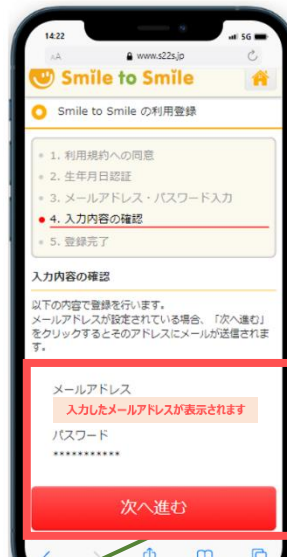 14:22
5G
AA
www.s22s.jp
Smile to Smile
Smile to Smile の利用登録
1. 利用規約への同意
2. 生年月日認証
3. メールアドレス・パスワード入力
4. 入力内容の確認
5. 登録完了
入力内容の確認
以下の内容で登録を行います。
メールアドレスが設定されている場合、「次へ進む」
をクリックするとそのアドレスにメールが送信されま
す。
メールアドレス
入力したメールアドレスが表示されます
パスワード
***********
次へ進む